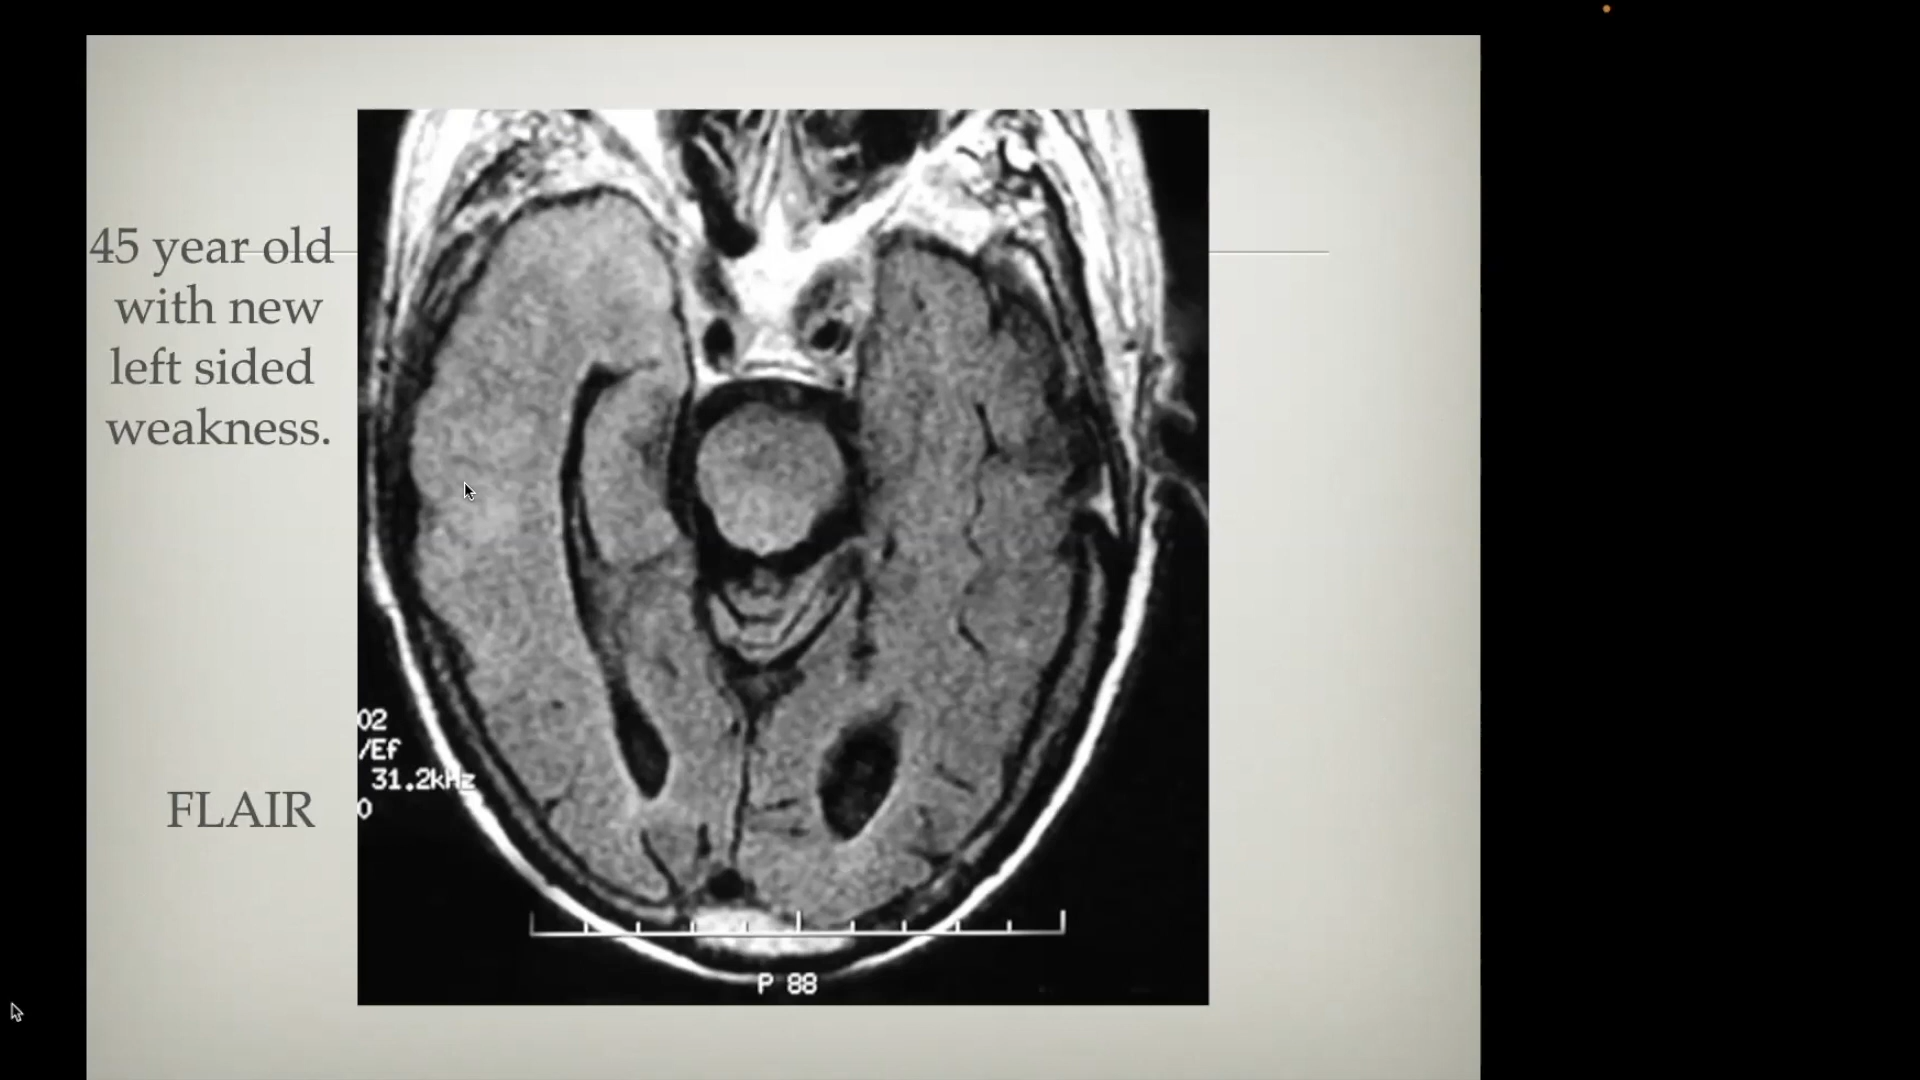 45 year old
with new
left sided
weakness.
02
/Ef
31.2kHz
0
FLAIR
P 88